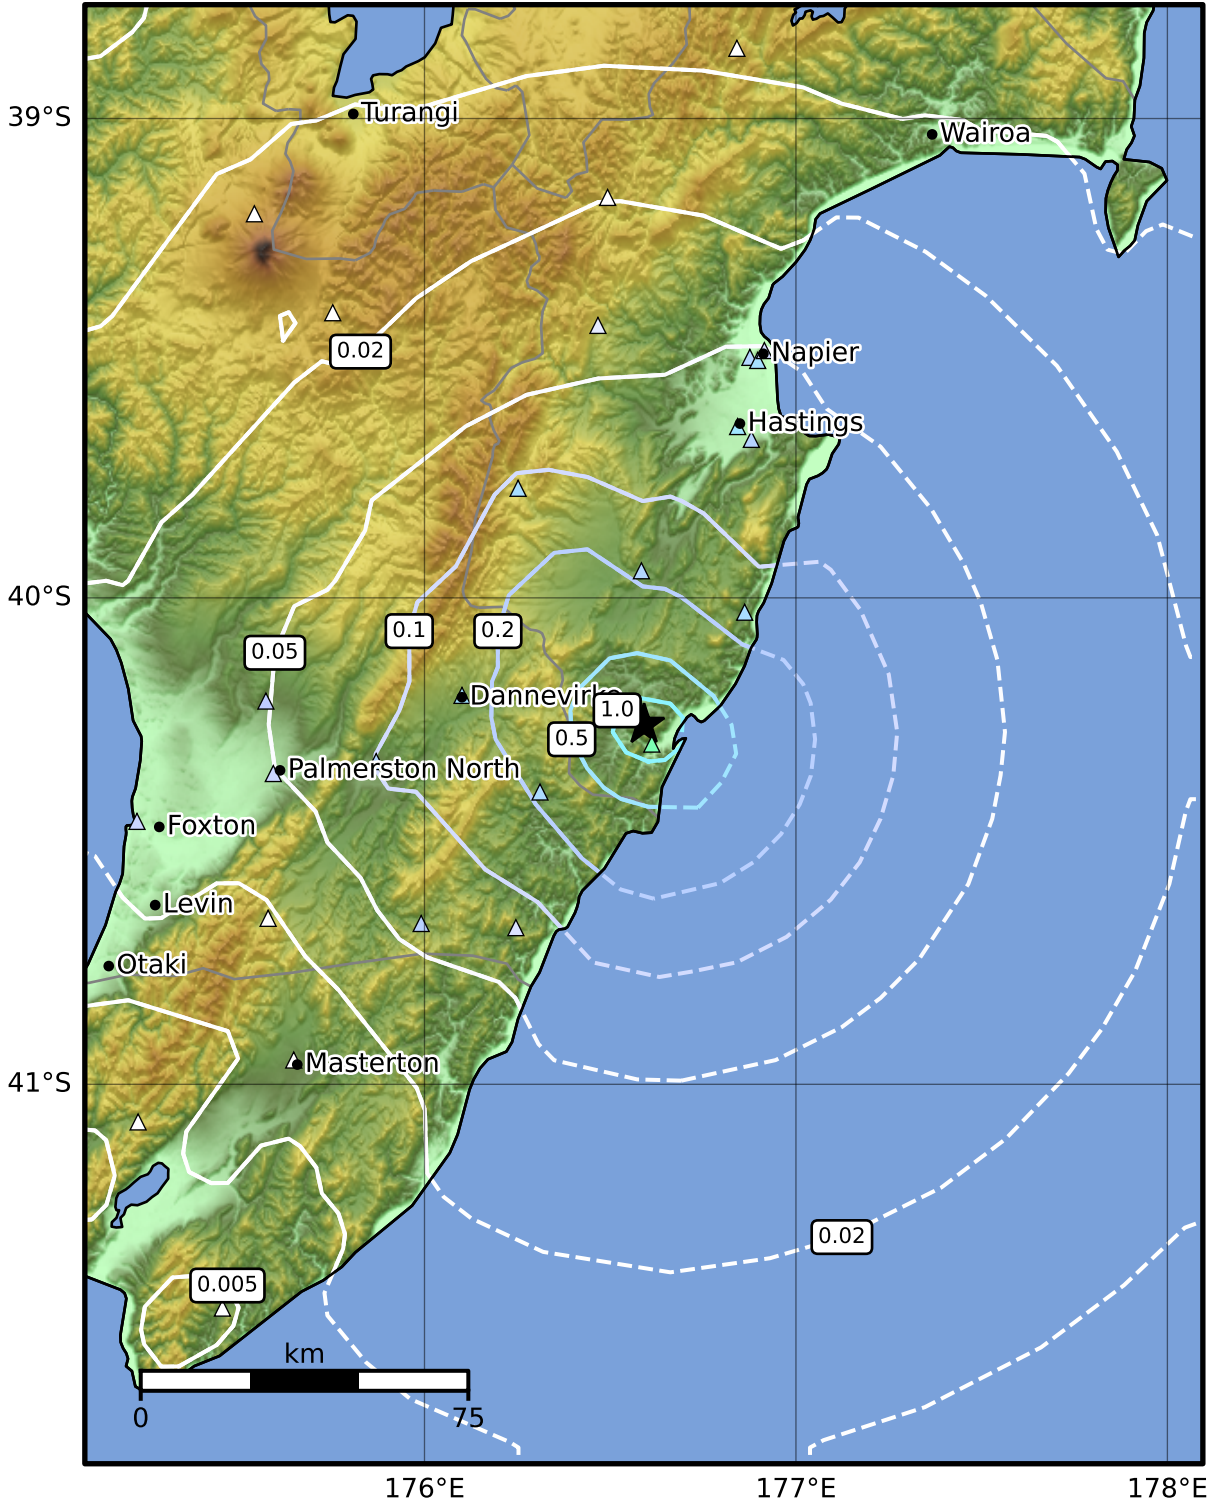 39°S
Turangi
Wairoa
0.02
Napier
Hastings
40°S
0.05
0.1
0.2
Dannevirke
1.0
0.5
Palmerston North
Foxton
Levin
Otaki
Masterton
41°S
0.02
0.005
km
0
75
176°E
177°E
178°E